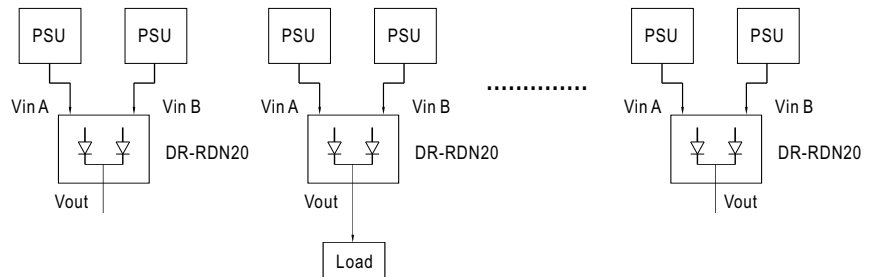 PSU PSU PSU PSU PSU PSU
Vin A Vin B Vin A Vin B Vin A Vin B
DR-RDN20 DR-RDN20 DR-RDN20
Vout Vout Vout
Load